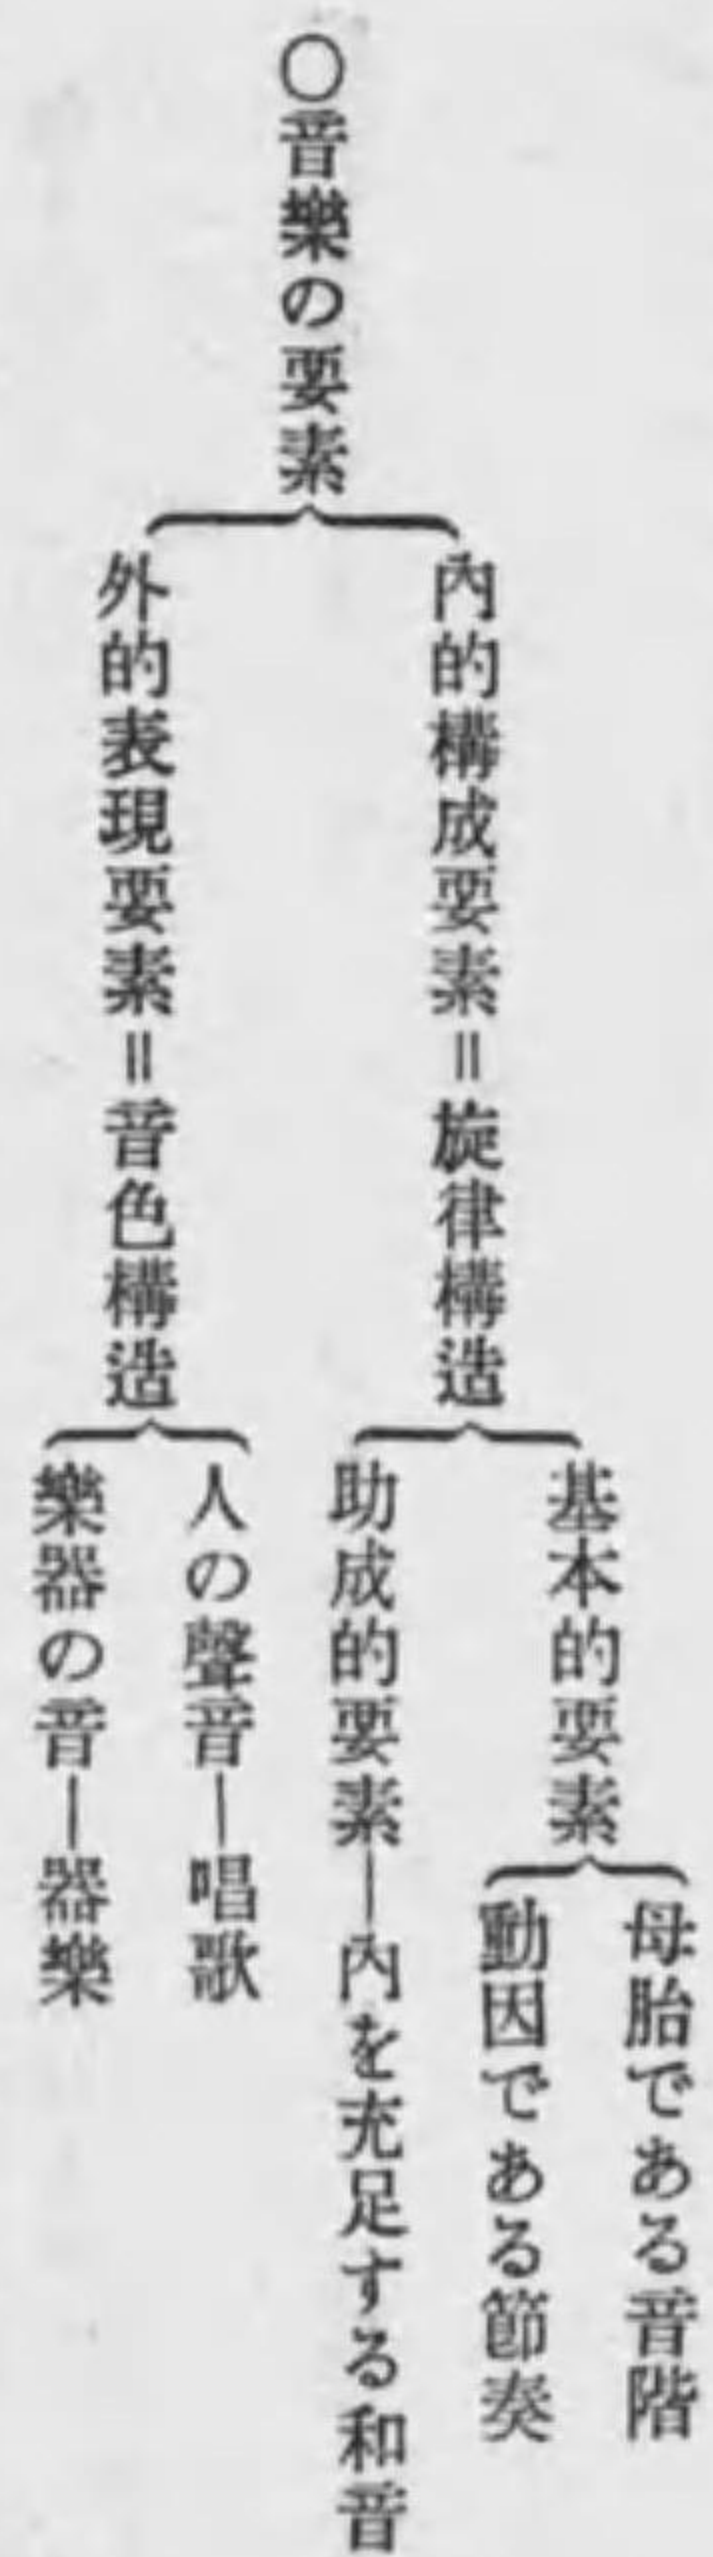 〇音樂の要素
內的構成要素＝旋律構造
基本的要素
母胎である音階
動因である節奏
助成的要素―內を充足する和音
外的表現要素＝音色構造
人の聲音―唱歌
樂器の音―器樂